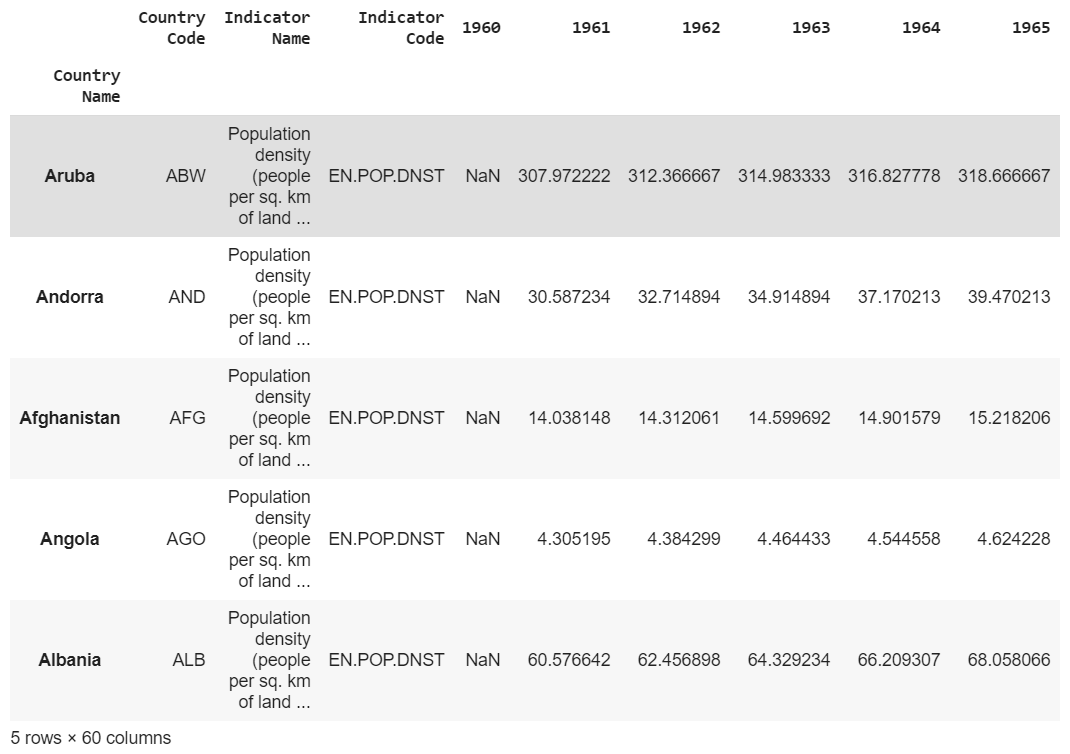 Country Code Indicator Name Indicator Code 1960 1961 1962 1963 1964 1965
Country Name
Aruba ABW Population density (people per sq. km of land ... EN.POP.DNST NaN 307.972222 312.366667 314.983333 316.827778 318.666667
Andorra AND Population density (people per sq. km of land ... EN.POP.DNST NaN 30.587234 32.714894 34.914894 37.170213 39.470213
Afghanistan AFG Population density (people per sq. km of land ... EN.POP.DNST NaN 14.038148 14.312061 14.599692 14.901579 15.218206
Angola AGO Population density (people per sq. km of land ... EN.POP.DNST NaN 4.305195 4.384299 4.464433 4.544558 4.624228
Albania ALB Population density (people per sq. km of land ... EN.POP.DNST NaN 60.576642 62.456898 64.329234 66.209307 68.058066
5 rows × 60 columns